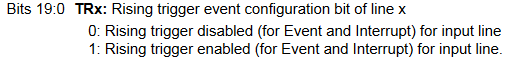 Bits 19:0 TRx: Rising trigger event configuration bit of line x
0: Rising trigger disabled (for Event and Interrupt) for input line
1: Rising trigger enabled (for Event and Interrupt) for input line.